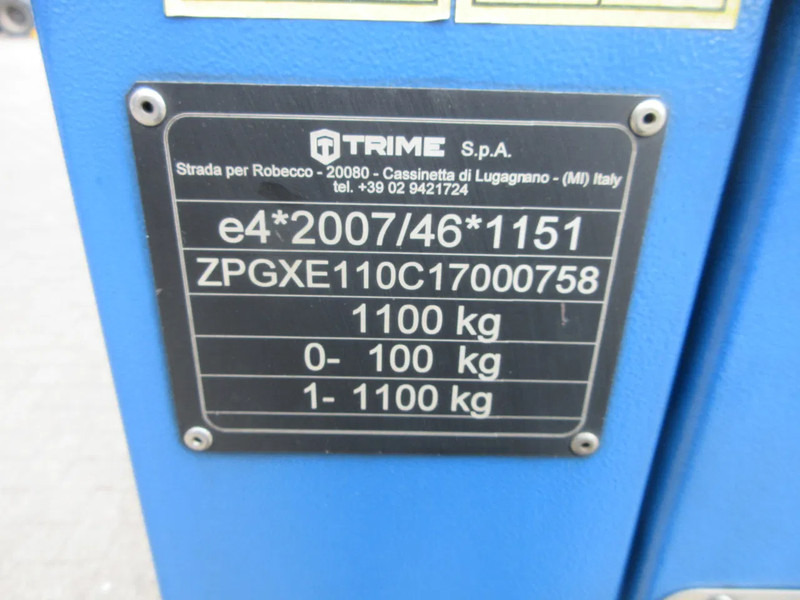 TRIME S.p.A.
Strada per Robecco - 20080 - Cassinetta di Lugagnano - (MI) Italy
tel. +39 02 9421724
e4*2007/46*1151
ZPGXE110C17000758
1100 kg
0- 100 kg
1- 1100 kg